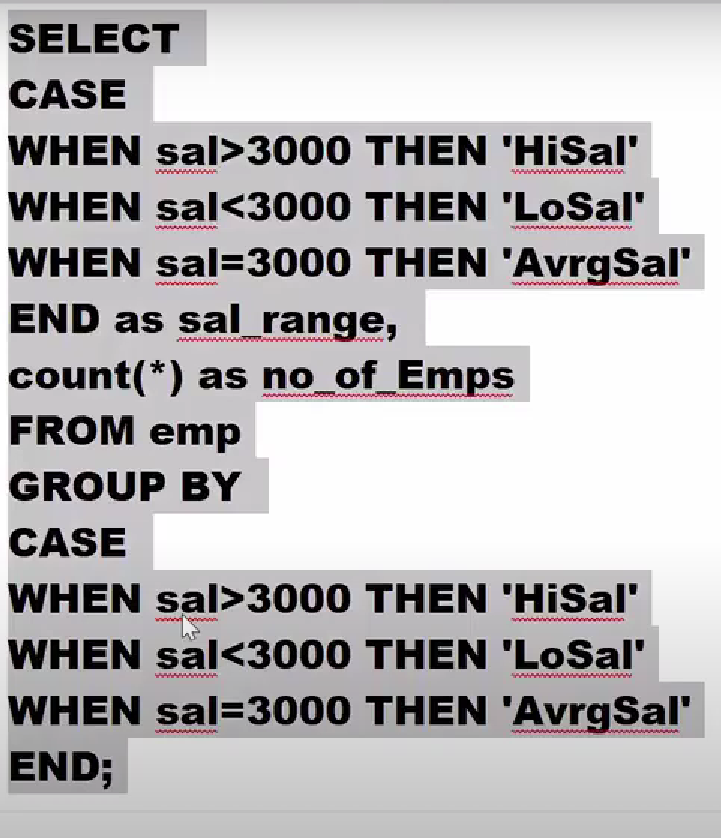 SELECT
CASE
WHEN sal>3000 THEN 'HiSal'
WHEN sal<3000 THEN 'LoSal'
WHEN sal=3000 THEN 'AvrgSal'
END as sal_range,
count(*) as no_of_Emps
FROM emp
GROUP BY
CASE
WHEN sal>3000 THEN 'HiSal'
WHEN sal<3000 THEN 'LoSal'
WHEN sal=3000 THEN 'AvrgSal'
END;